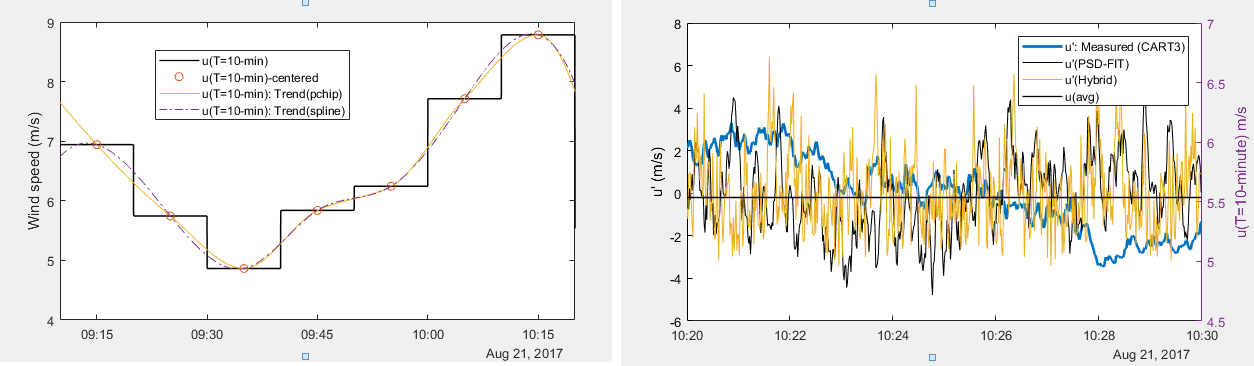 9
8
7
6
5
4
Wind speed (m/s)
u(T=10-min)
u(T=10-min)-centered
u(T=10-min): Trend(pchip)
u(T=10-min): Trend(spline)
09:15
09:30
09:45
10:00
10:15
Aug 21, 2017
8
6
4
2
0
-2
-4
-6
u' (m/s)
u': Measured (CART3)
u'(PSD-FIT)
u'(Hybrid)
u(avg)
7
6.5
6
5.5
5
4.5
u(T=10-minute) m/s
10:20
10:22
10:24
10:26
10:28
10:30
Aug 21, 2017